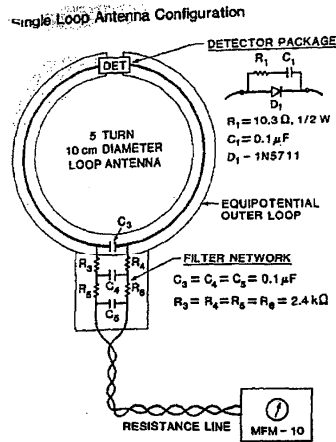 Single Loop Antenna Configuration
DETECTOR PACKAGE
DET
R₁ C₁
D₁
R₁ = 10.3 Ω, 1/2 W
C₁ = 0.1 μF
D₁ - 1N5711
5 TURN
10 cm DIAMETER
LOOP ANTENNA
EQUIPOTENTIAL
OUTER LOOP
C₃
R₃ R₄
C₄
R₅ R₆
C₅
FILTER NETWORK
C₃ = C₄ = C₅ = 0.1 μF
R₃ = R₄ = R₅ = R₆ = 2.4 kΩ
RESISTANCE LINE
MFM - 10